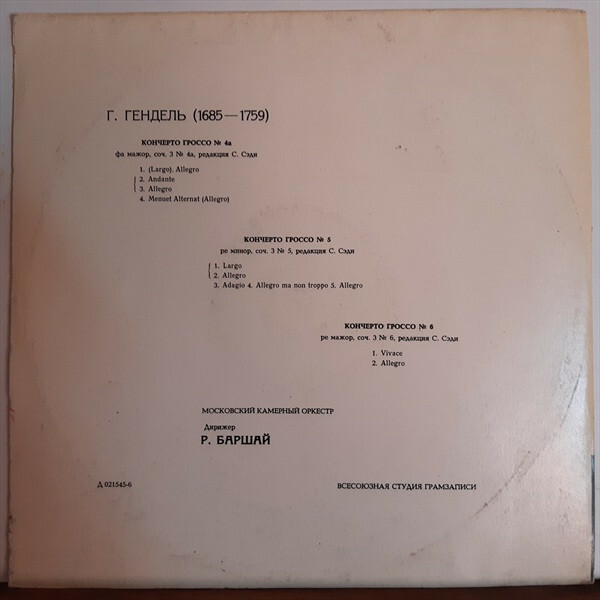 Г. ГЕНДЕЛЬ (1685—1759)
КОНЧЕРТО ГРОССО № 4а
фа мажор, соч. 3 № 4а, редакция С. Сэди
1. (Largo). Allegro
2. Andante
3. Allegro
4. Menuet Alternat (Allegro)
КОНЧЕРТО ГРОССО № 5
ре минор, соч. 3 № 5, редакция С. Сэди
1. Largo
2. Allegro
3. Adagio 4. Allegro ma non troppo 5. Allegro
КОНЧЕРТО ГРОССО № 6
ре мажор, соч. 3 № 6, редакция С. Сэди
1. Vivace
2. Allegro
МОСКОВСКИЙ КАМЕРНЫЙ ОРКЕСТР
Дирижер
Р. БАРШАЙ
Д 021545-6
ВСЕСОЮЗНАЯ СТУДИЯ ГРАМЗАПИСИ